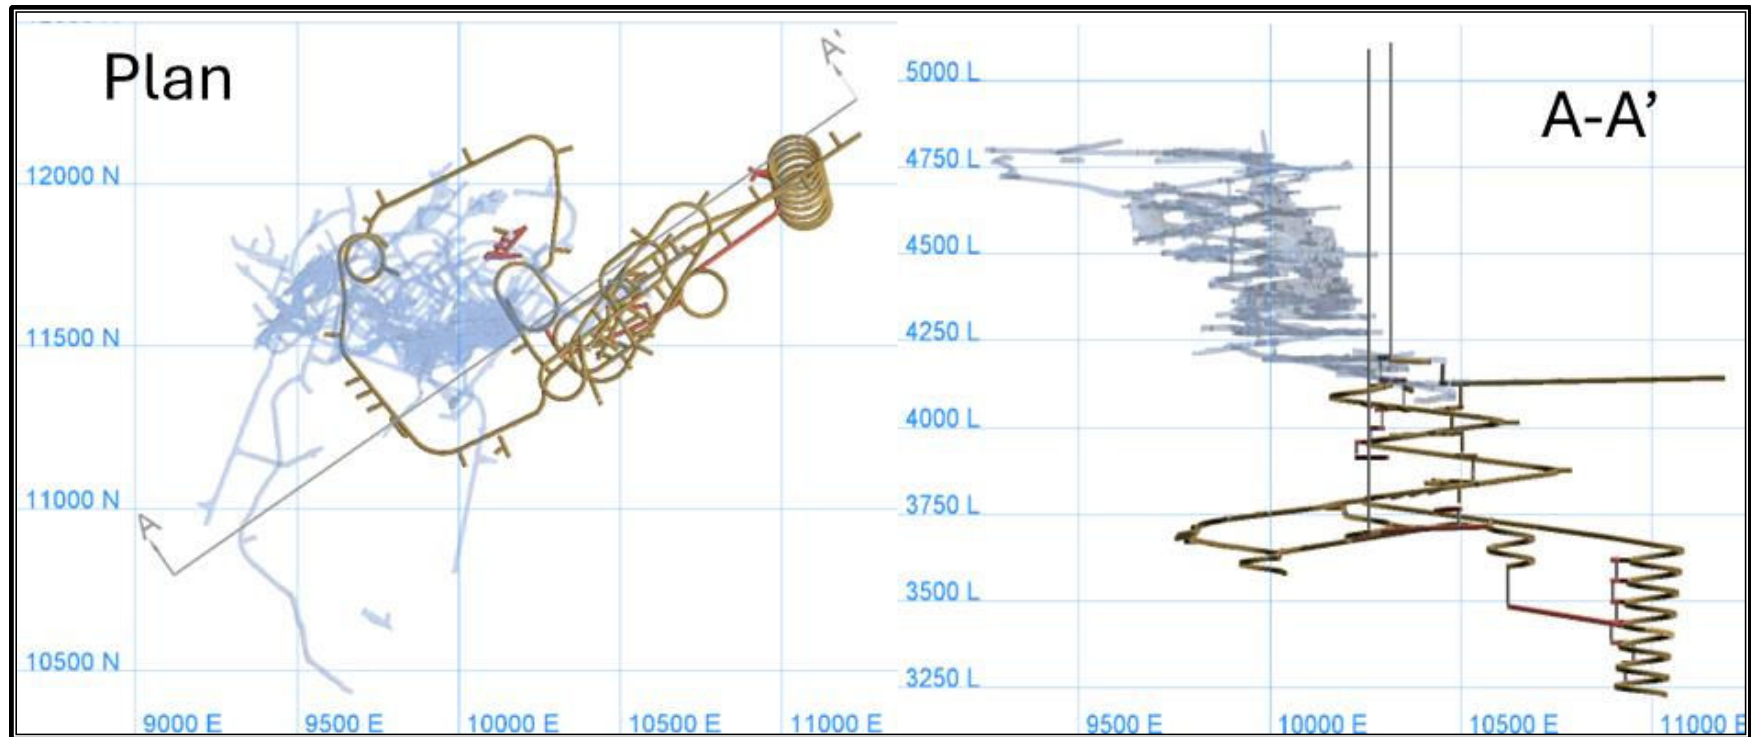 Plan
A'
12000 N
11500 N
11000 N
A
10500 N
9000 E
9500 E
10000 E
10500 E
11000 E
A-A’
5000 L
4750 L
4500 L
4250 L
4000 L
3750 L
3500 L
3250 L
9500 E
10000 E
10500 E
11000 E